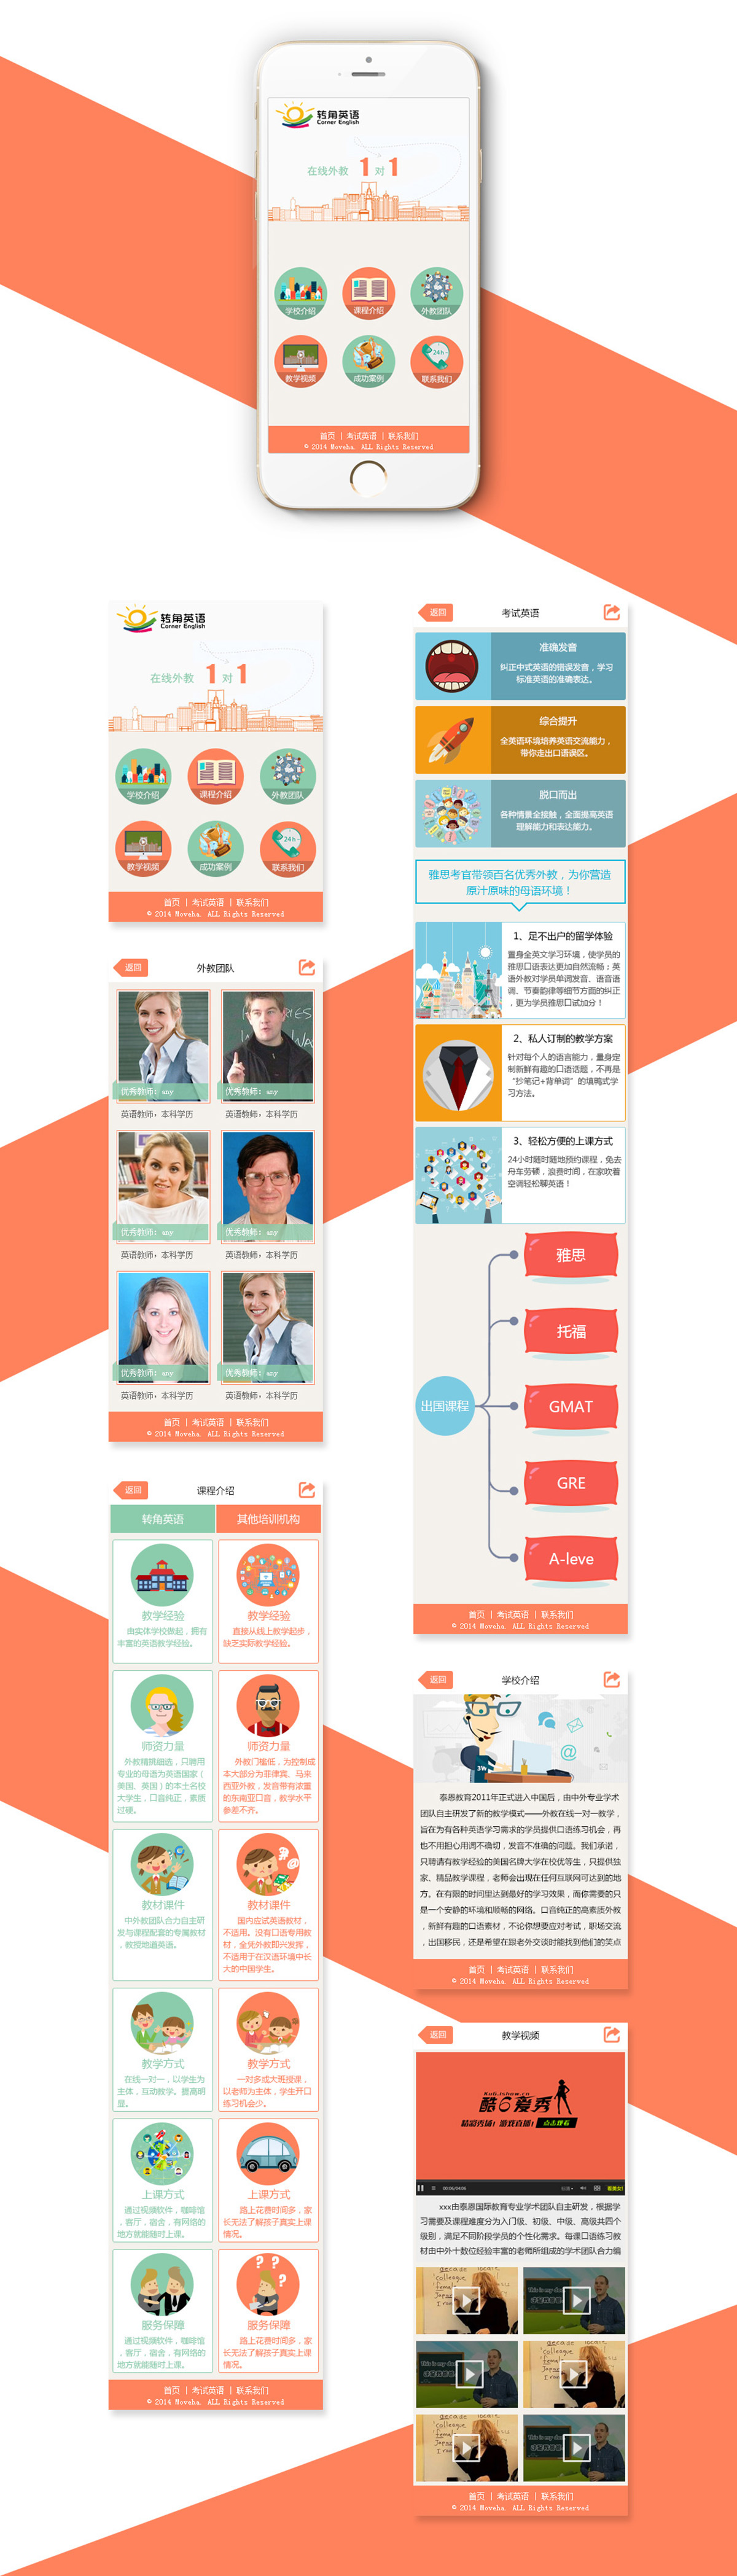 转角英语
Corner English
在线外教 1 对 1
学校介绍
课程介绍
外教团队
教学视频
成功案例
24h
联系我们
首页 | 考试英语 | 联系我们
© 2014 Moveha. ALL Rights Reserved
转角英语
Corner English
在线外教 1 对 1
学校介绍
课程介绍
外教团队
教学视频
成功案例
24h
联系我们
首页 | 考试英语 | 联系我们
© 2014 Moveha. ALL Rights Reserved
返回
外教团队
优秀教师: any
优秀教师: any
英语教师，本科学历
英语教师，本科学历
优秀教师: any
优秀教师: any
英语教师，本科学历
英语教师，本科学历
优秀教师: any
优秀教师: any
英语教师，本科学历
英语教师，本科学历
首页 | 考试英语 | 联系我们
© 2014 Moveha. ALL Rights Reserved
返回
课程介绍
转角英语
其他培训机构
教学经验
由实体学校做起，拥有
丰富的英语教学经验。
教学经验
直接从线上教学起步，
缺乏实际教学经验。
师资力量
外教精挑细选，只聘用
专业的母语为英语国家（
美国、英国）的本土名校
大学生，口音纯正，素质
过硬。
师资力量
外教门槛低，为控制成
本大部分为菲律宾、马来
西亚外教，发音带有浓重
的东南亚口音，教学水平
参差不齐。
教材课件
中外教团队合力自主研
发与课程配套的专属教材
，教授地道英语。
教材课件
国内应试英语教材，
不适用。没有口语专用教
材，全凭外教即兴发挥，
不适用于在汉语环境中长
大的中国学生。
教学方式
在线一对一，以学生为
主体，互动教学。提高明
显。
教学方式
一对多或大班授课，
以老师为主体，学生开口
练习机会少。
上课方式
通过视频软件，咖啡馆
，客厅，宿舍，有网络的
地方就能随时上课。
上课方式
路上花费时间多，家
长无法了解孩子真实上课
情况。
服务保障
通过视频软件，咖啡馆
，客厅，宿舍，有网络的
地方就能随时上课。
服务保障
路上花费时间多，家
长无法了解孩子真实上课
情况。
首页 | 考试英语 | 联系我们
© 2014 Moveha. ALL Rights Reserved
返回
考试英语
准确发音
纠正中式英语的错误发音，学习
标准英语的准确表达。
综合提升
全英语环境培养英语交流能力，
带你走出口语误区。
脱口而出
各种情景全接触，全面提高英语
理解能力和表达能力。
雅思考官带领百名优秀外教，为你营造
原汁原味的母语环境！
1、足不出户的留学体验
置身全英文学习环境，使学员的
雅思口语表达更加自然流畅；英
语外教对学员单词发音、语音语
调、节奏韵律等细节方面的纠正
，更为学员雅思口试加分！
2、私人订制的教学方案
针对每个人的语言能力，量身定
制新鲜有趣的口语话题，不再是
“抄笔记+背单词”的填鸭式学
习方法。
3、轻松方便的上课方式
24小时随时随地预约课程，免去
舟车劳顿，浪费时间，在家吹着
空调轻松聊英语！
出国课程
雅思
托福
GMAT
GRE
A-leve
首页 | 考试英语 | 联系我们
© 2014 Moveha. ALL Rights Reserved
返回
学校介绍
泰恩教育2011年正式进入中国后，由中外专业学术
团队自主研发了新的教学模式——外教在线一对一教学，
旨在为有各种英语学习需求的学员提供口语练习机会，再
也不用担心用词不确切，发音不准确的问题。我们承诺，
只聘请有教学经验的美国名牌大学在校优等生，只提供独
家、精品教学课程，老师会出现在任何互联网可达到的地
方。在有限的时间里达到最好的学习效果，而你需要的只
是一个安静的环境和顺畅的网络。口音纯正的高素质外教
，新鲜有趣的口语素材，不论你想要应对考试，职场交流
，出国移民，还是希望在跟老外交谈时能找到他们的笑点
首页 | 考试英语 | 联系我们
© 2014 Moveha. ALL Rights Reserved
返回
教学视频
酷6爱秀
精彩秀场！游戏直播！ 点击观看
xxx由泰恩国际教育专业学术团队自主研发，根据学
习需要及课程难度分为入门级、初级、中级、高级共四个
级别，满足不同阶段学员的个性化需求。每课口语练习教
材由中外十数位经验丰富的老师所组成的学术团队合力编
首页 | 考试英语 | 联系我们
© 2014 Moveha. ALL Rights Reserved